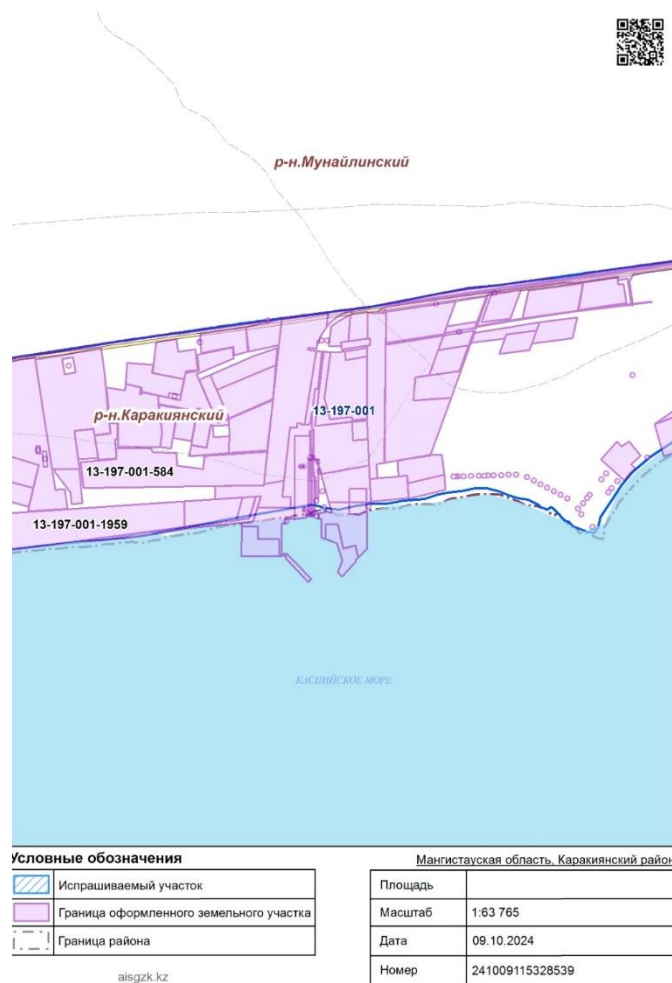 р-н.Мунайлинский
13-197-001
р-н.Каракиянский
13-197-001-584
13-197-001-1959
КАСПИЙСКОЕ МОРЕ
Условные обозначения
Испрашиваемый участок
Граница оформленного земельного участка
Граница района
aisgzk.kz
Мангистауская область, Каракиянский район
Площадь
Масштаб 1:63 765
Дата 09.10.2024
Номер 241009115328539